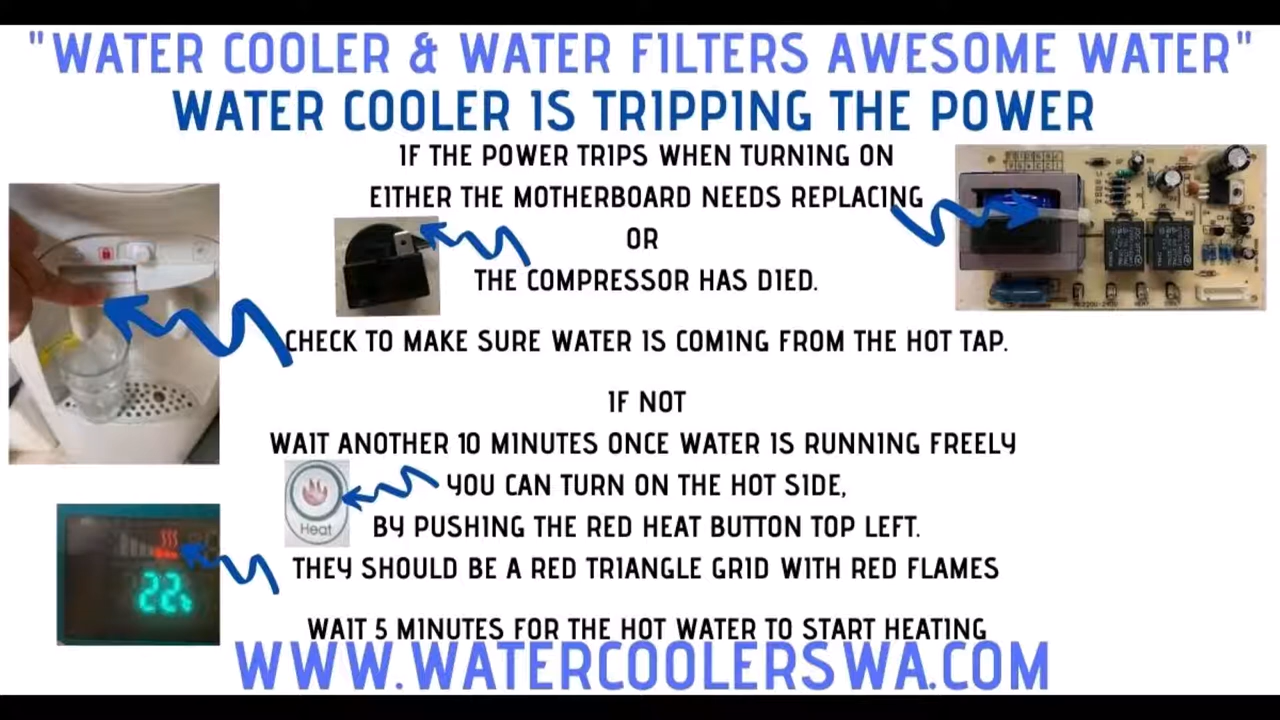 "WATER COOLER & WATER FILTERS AWESOME WATER"
WATER COOLER IS TRIPPING THE POWER
IF THE POWER TRIPS WHEN TURNING ON
EITHER THE MOTHERBOARD NEEDS REPLACING
OR
THE COMPRESSOR HAS DIED.
CHECK TO MAKE SURE WATER IS COMING FROM THE HOT TAP.
IF NOT
WAIT ANOTHER 10 MINUTES ONCE WATER IS RUNNING FREELY
YOU CAN TURN ON THE HOT SIDE,
Heat
BY PUSHING THE RED HEAT BUTTON TOP LEFT.
THEY SHOULD BE A RED TRIANGLE GRID WITH RED FLAMES
22
WAIT 5 MINUTES FOR THE HOT WATER TO START HEATING
WWW.WATERCOOLERSWA.COM